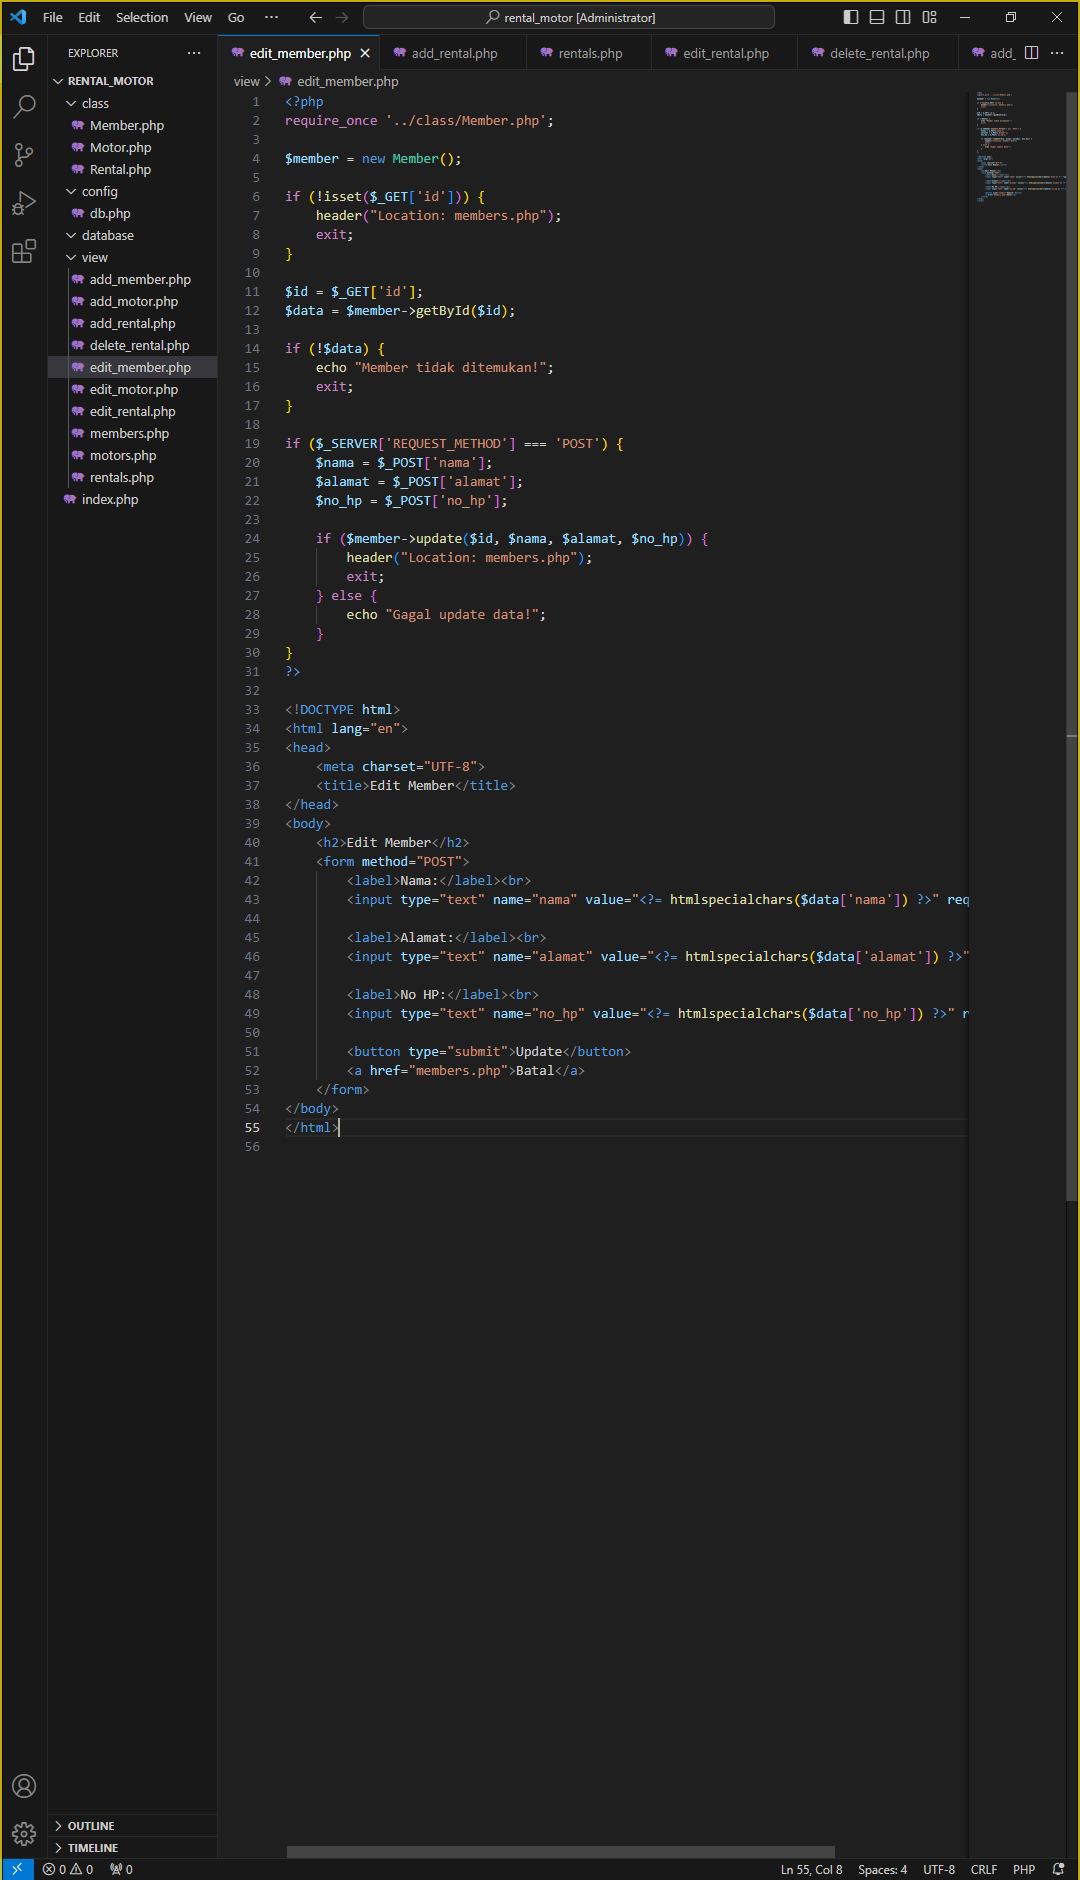 File Edit Selection View Go ··· rental_motor [Administrator]
EXPLORER ···
RENTAL_MOTOR
class
Member.php
Motor.php
Rental.php
config
db.php
database
view
add_member.php
add_motor.php
add_rental.php
delete_rental.php
edit_member.php
edit_motor.php
edit_rental.php
members.php
motors.php
rentals.php
index.php
OUTLINE
TIMELINE
edit_member.php add_rental.php rentals.php edit_rental.php delete_rental.php add_ ···
view > edit_member.php
1 <?php
2 require_once '../class/Member.php';
3
4 $member = new Member();
5
6 if (!isset($_GET['id'])) {
7     header("Location: members.php");
8     exit;
9 }
10
11 $id = $_GET['id'];
12 $data = $member->getById($id);
13
14 if (!$data) {
15     echo "Member tidak ditemukan!";
16     exit;
17 }
18
19 if ($_SERVER['REQUEST_METHOD'] === 'POST') {
20     $nama = $_POST['nama'];
21     $alamat = $_POST['alamat'];
22     $no_hp = $_POST['no_hp'];
23
24     if ($member->update($id, $nama, $alamat, $no_hp)) {
25         header("Location: members.php");
26         exit;
27     } else {
28         echo "Gagal update data!";
29     }
30 }
31 ?>
32
33 <!DOCTYPE html>
34 <html lang="en">
35 <head>
36     <meta charset="UTF-8">
37     <title>Edit Member</title>
38 </head>
39 <body>
40     <h2>Edit Member</h2>
41     <form method="POST">
42         <label>Nama:</label><br>
43         <input type="text" name="nama" value="<?= htmlspecialchars($data['nama']) ?>" req
44
45         <label>Alamat:</label><br>
46         <input type="text" name="alamat" value="<?= htmlspecialchars($data['alamat']) ?>"
47
48         <label>No HP:</label><br>
49         <input type="text" name="no_hp" value="<?= htmlspecialchars($data['no_hp']) ?>" r
50
51         <button type="submit">Update</button>
52         <a href="members.php">Batal</a>
53     </form>
54 </body>
55 </html>
56
0 0 0 Ln 55, Col 8 Spaces: 4 UTF-8 CRLF PHP